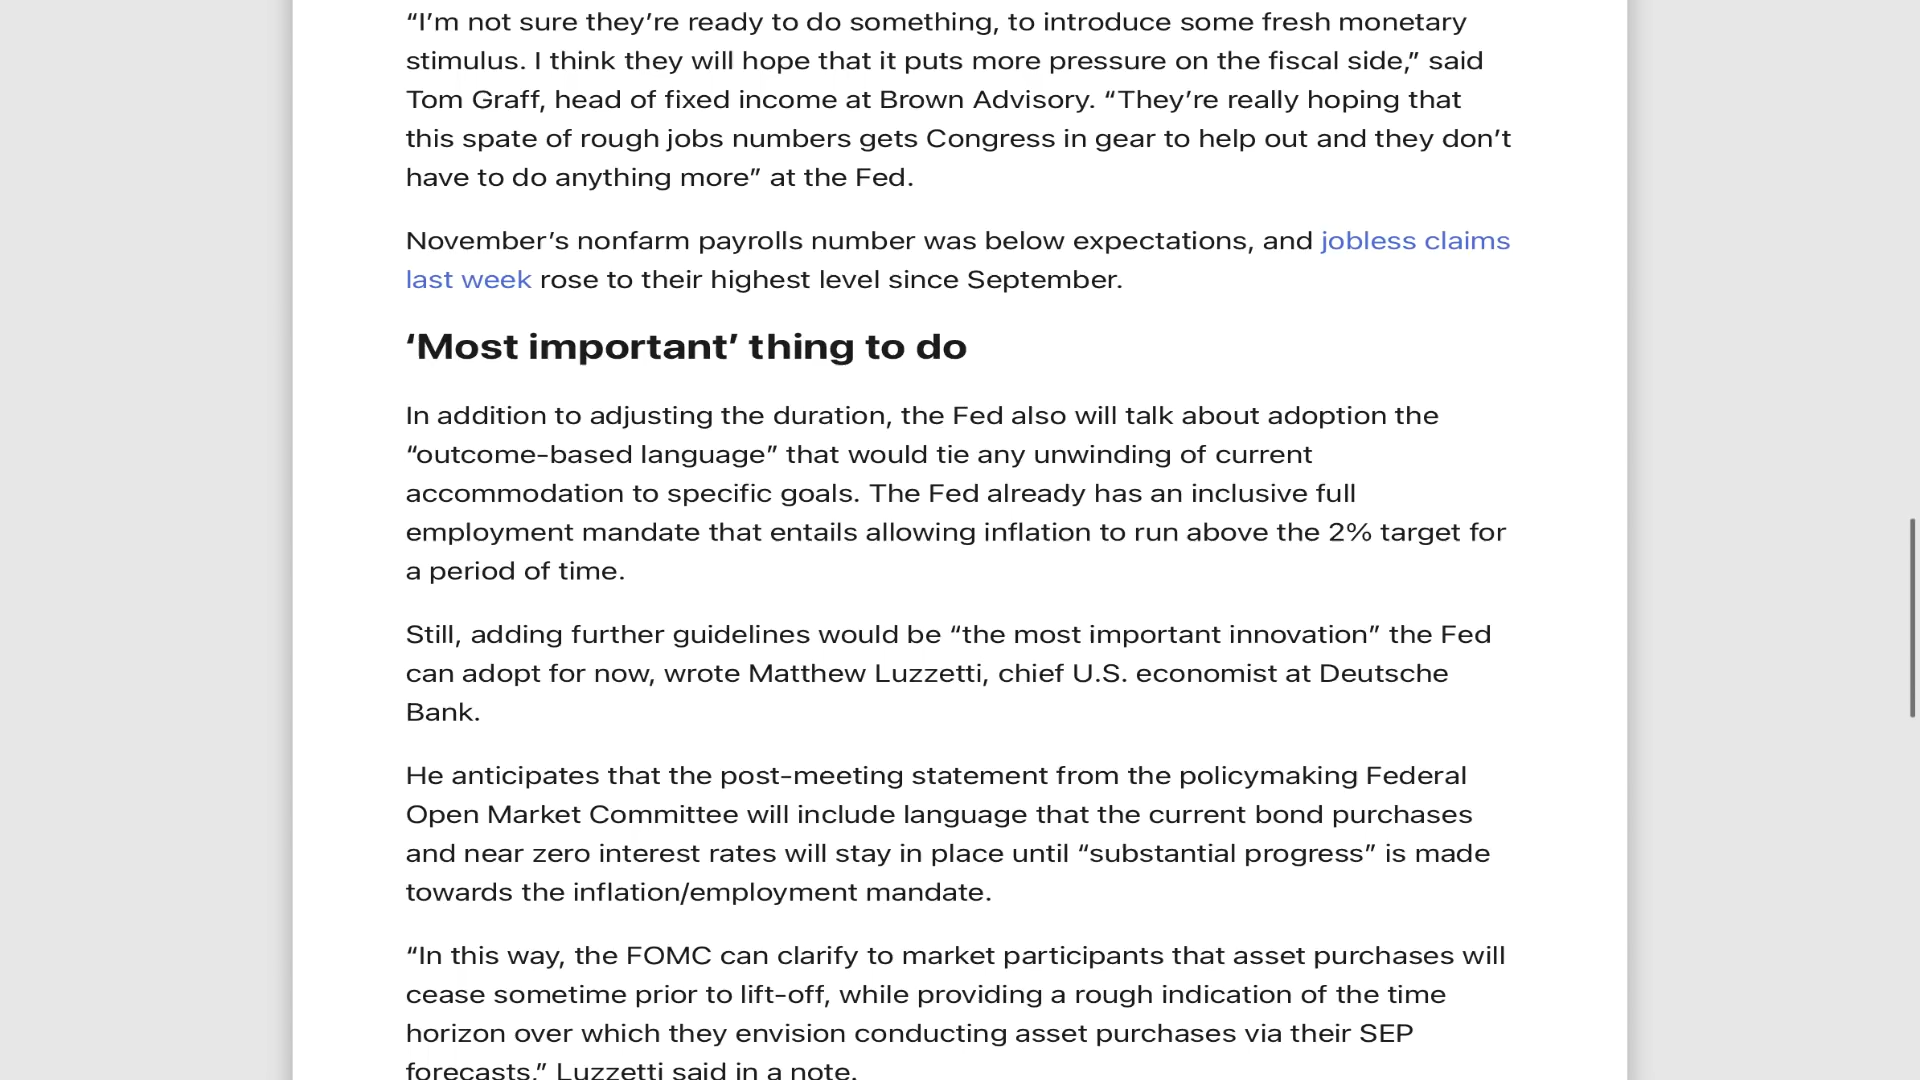 “I’m not sure they’re ready to do something, to introduce some fresh monetary
stimulus. I think they will hope that it puts more pressure on the fiscal side,” said
Tom Graff, head of fixed income at Brown Advisory. “They’re really hoping that
this spate of rough jobs numbers gets Congress in gear to help out and they don’t
have to do anything more” at the Fed.
November’s nonfarm payrolls number was below expectations, and jobless claims
last week rose to their highest level since September.
‘Most important’ thing to do
In addition to adjusting the duration, the Fed also will talk about adoption the
“outcome-based language” that would tie any unwinding of current
accommodation to specific goals. The Fed already has an inclusive full
employment mandate that entails allowing inflation to run above the 2% target for
a period of time.
Still, adding further guidelines would be “the most important innovation” the Fed
can adopt for now, wrote Matthew Luzzetti, chief U.S. economist at Deutsche
Bank.
He anticipates that the post-meeting statement from the policymaking Federal
Open Market Committee will include language that the current bond purchases
and near zero interest rates will stay in place until “substantial progress” is made
towards the inflation/employment mandate.
“In this way, the FOMC can clarify to market participants that asset purchases will
cease sometime prior to lift-off, while providing a rough indication of the time
horizon over which they envision conducting asset purchases via their SEP
forecasts,” Luzzetti said in a note.